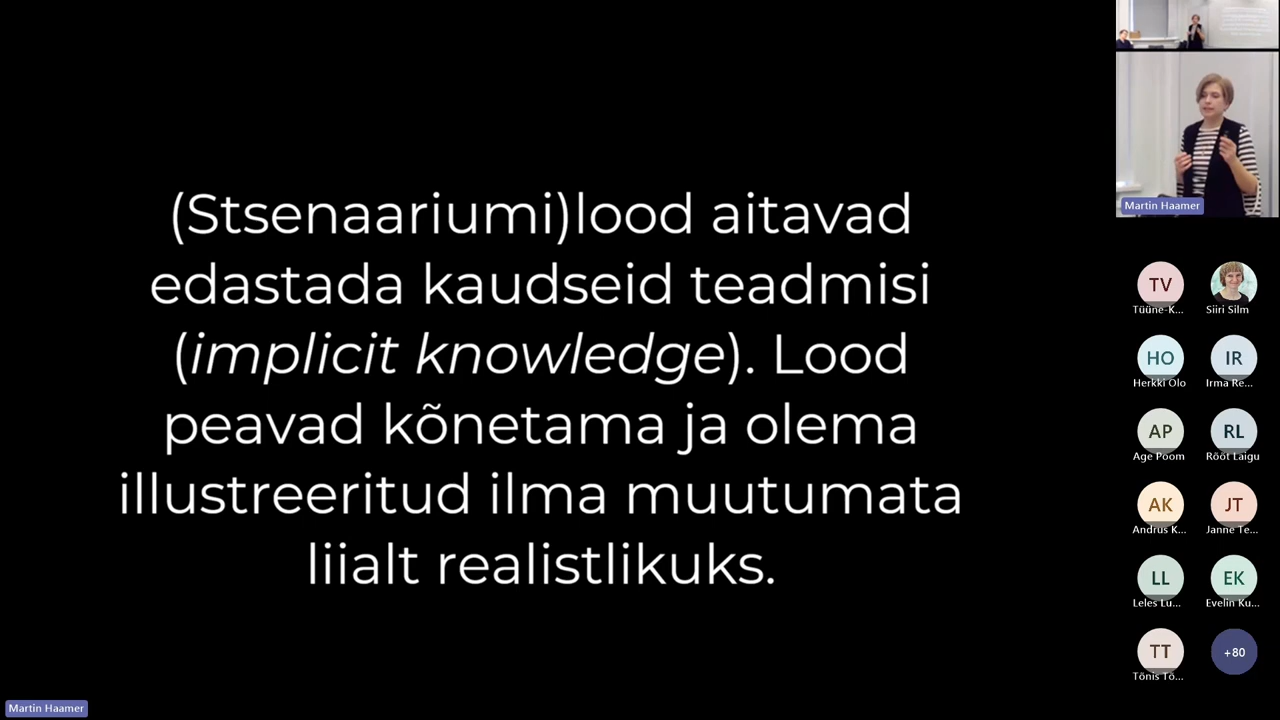 (Stsenaariumi)lood aitavad
edastada kaudseid teadmisi
(implicit knowledge). Lood
peavad kõnetama ja olema
illustreeritud ilma muutumata
liialt realistlikuks.
Martin Haamer
Martin Haamer
TV
Tüüne-K...
Siiri Silm
HO
Herkki Olo
IR
Irma Re...
AP
Age Poom
RL
Rööt Laigu
AK
Andrus K...
JT
Janne Te...
LL
Leles Lu...
EK
Evelin Ku...
TT
Tõnis Tõ...
+80